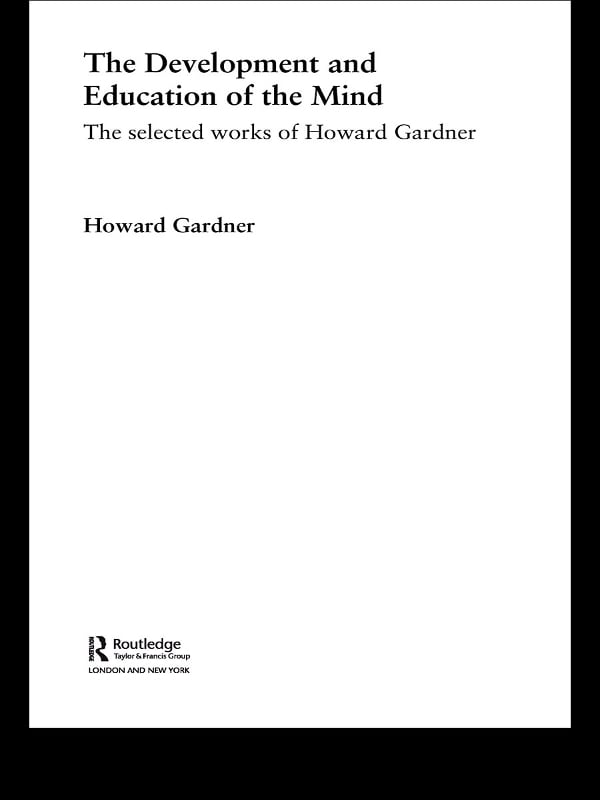 The Development and
Education of the Mind
The selected works of Howard Gardner
Howard Gardner
ROUTLEDGE
Routledge
Taylor & Francis Group
LONDON AND NEW YORK